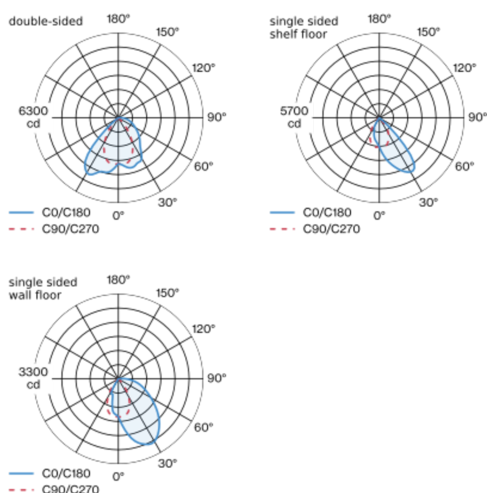 double-sided
180°
150°
120°
90°
60°
30°
0°
6300
cd
C0/C180
C90/C270
single sided
shelf floor
180°
150°
120°
90°
60°
30°
0°
5700
cd
C0/C180
C90/C270
single sided
wall floor
180°
150°
120°
90°
60°
30°
0°
3300
cd
C0/C180
C90/C270